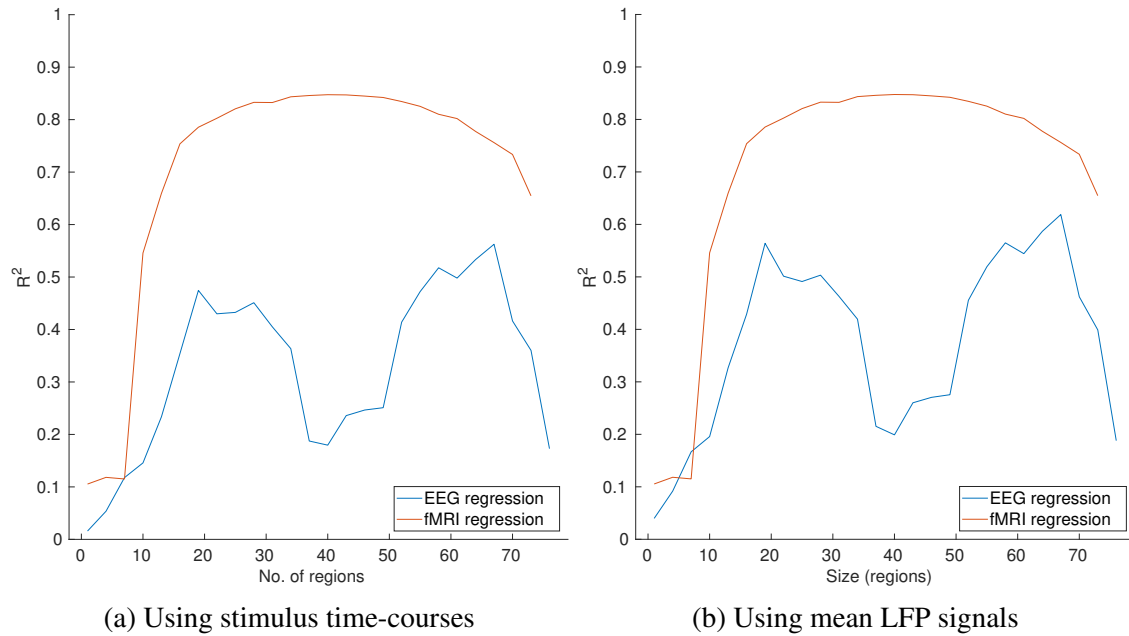 1
0.9
0.8
0.7
0.6
0.5
0.4
0.3
0.2
0.1
0
R²
0 10 20 30 40 50 60 70
No. of regions
EEG regression
fMRI regression
(a) Using stimulus time-courses
1
0.9
0.8
0.7
0.6
0.5
0.4
0.3
0.2
0.1
0
R²
0 10 20 30 40 50 60 70
Size (regions)
EEG regression
fMRI regression
(b) Using mean LFP signals